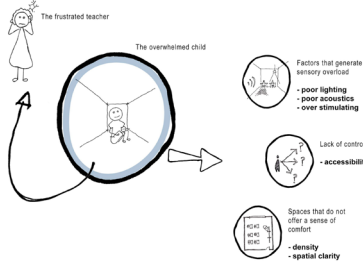 The frustrated teacher
The overwhelmed child
Factors that generate
sensory overload
- poor lighting
- poor acoustics
- over stimulating
Lack of control
? ? ?
- accessibili
Spaces that do not
offer a sense of
comfort
- density
- spatial clarity